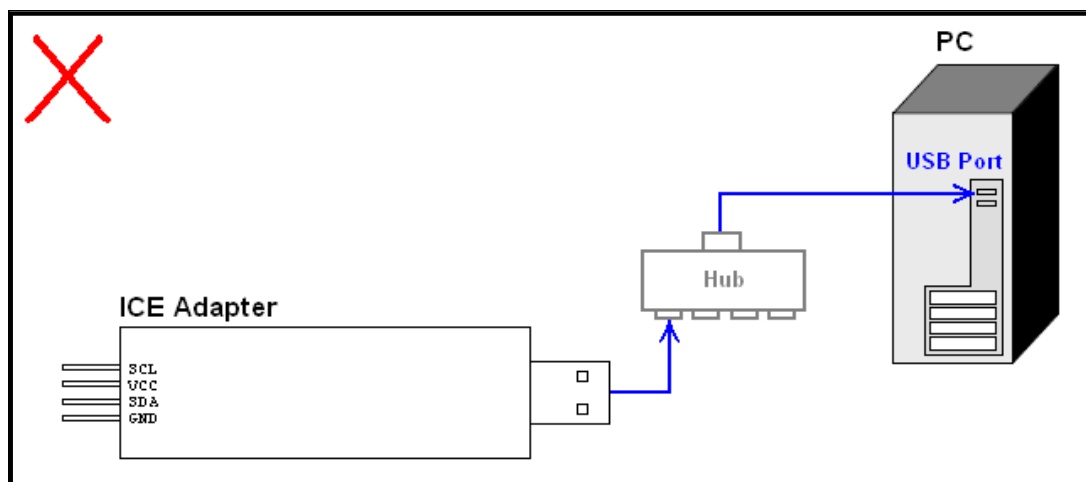 PC
USB Port
Hub
ICE Adapter
SCL
VCC
SDA
GND